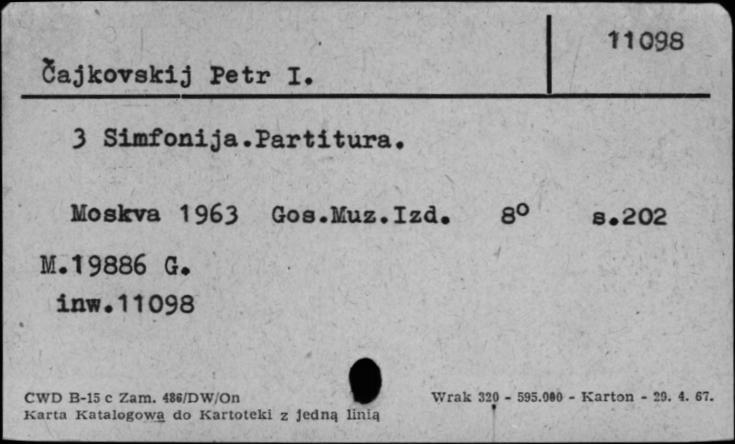 11098
Čajkovskij Petr I.
3 Simfonija.Partitura.
Moskva 1963 Gos.Muz.Izd. 8° s.202
M.19886 G.
inw.11098
CWD B-15 c Zam. 486/DW/On Wrak 320 - 595.000 - Karton - 29. 4. 67.
Karta Katalogowa do Kartoteki z jedną linią